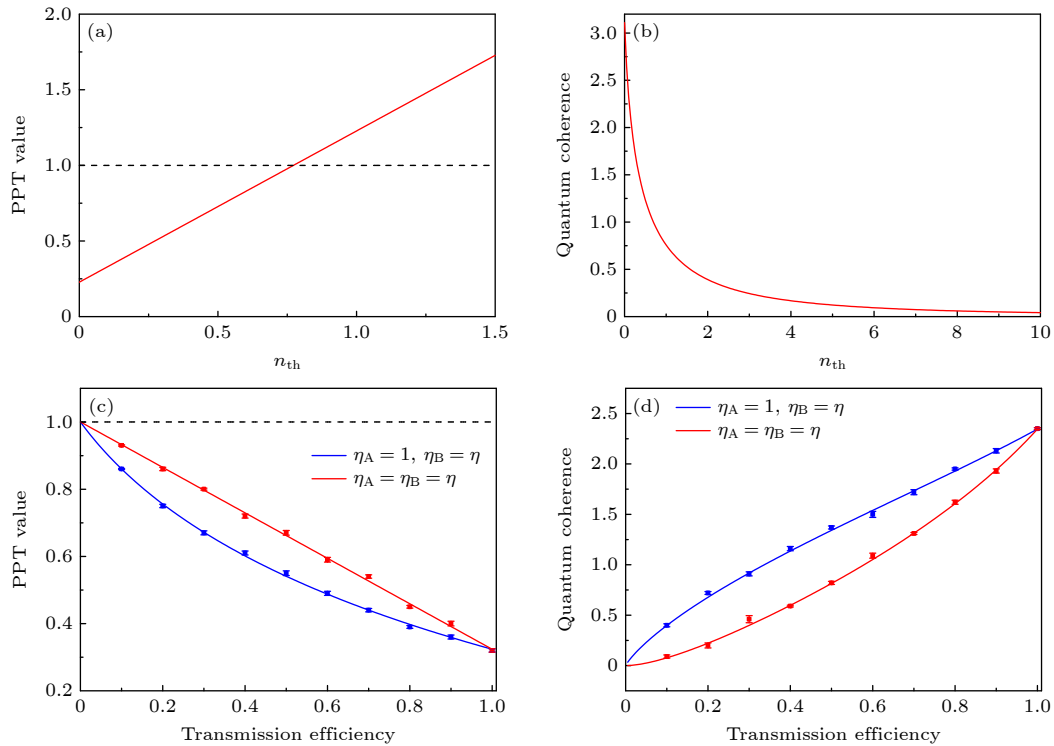 (a)
PPT value
2.0
1.5
1.0
0.5
0
0 0.5 1.0 1.5
n_th
(b)
Quantum coherence
3.0
2.5
2.0
1.5
1.0
0.5
0
0 2 4 6 8 10
n_th
(c)
PPT value
1.0
0.8
0.6
0.4
0.2
η_A = 1, η_B = η
η_A = η_B = η
0 0.2 0.4 0.6 0.8 1.0
Transmission efficiency
(d)
Quantum coherence
2.5
2.0
1.5
1.0
0.5
0
η_A = 1, η_B = η
η_A = η_B = η
0 0.2 0.4 0.6 0.8 1.0
Transmission efficiency